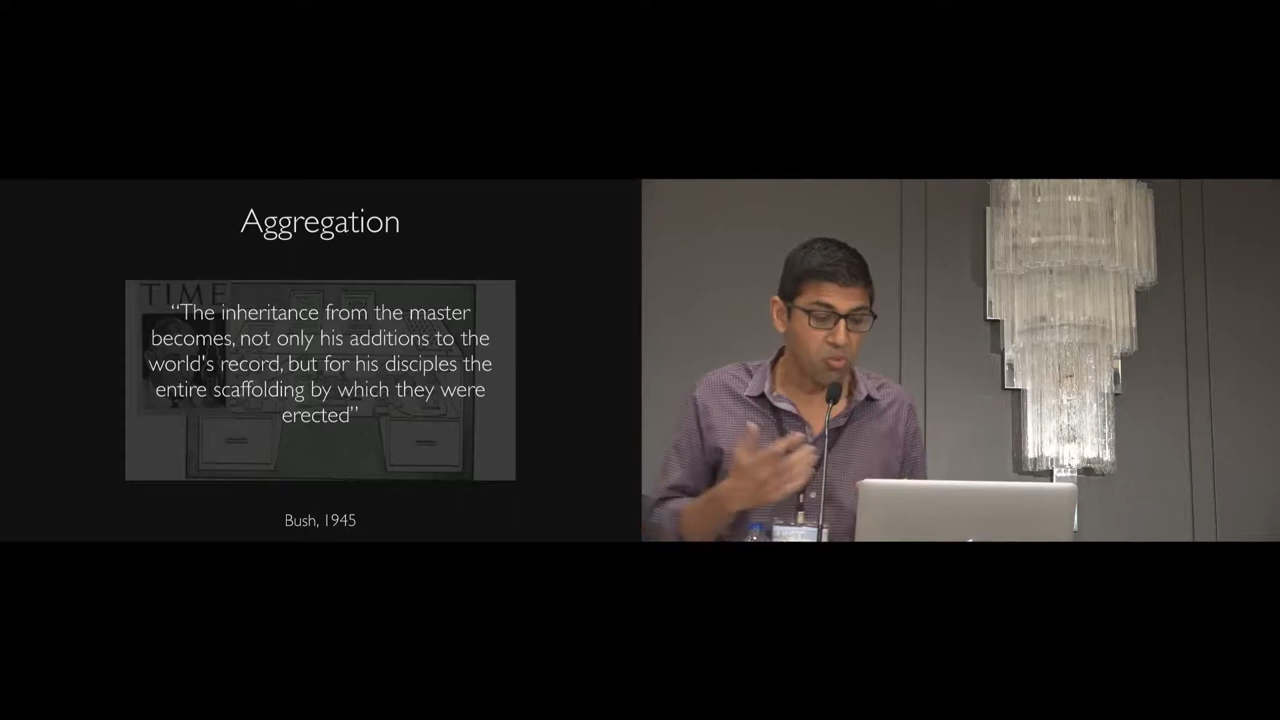 Aggregation
TIME
“The inheritance from the master
becomes, not only his additions to the
world's record, but for his disciples the
entire scaffolding by which they were
erected”
Bush, 1945